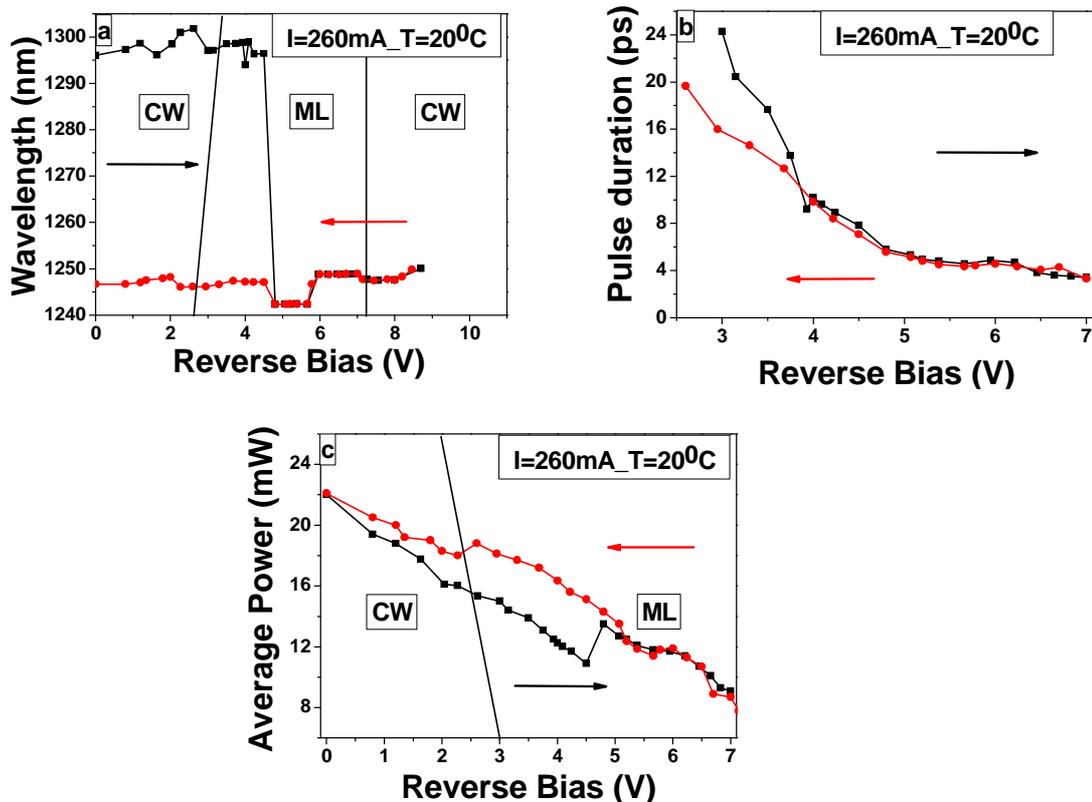 a
I=260mA_T=20⁰C
Wavelength (nm)
1300
1290
1280
1270
1260
1250
1240
CW
ML
CW
0
2
4
6
8
10
Reverse Bias (V)
b
I=260mA_T=20⁰C
Pulse duration (ps)
24
20
16
12
8
4
0
3
4
5
6
7
Reverse Bias (V)
c
I=260mA_T=20⁰C
Average Power (mW)
24
20
16
12
8
CW
ML
0
1
2
3
4
5
6
7
Reverse Bias (V)